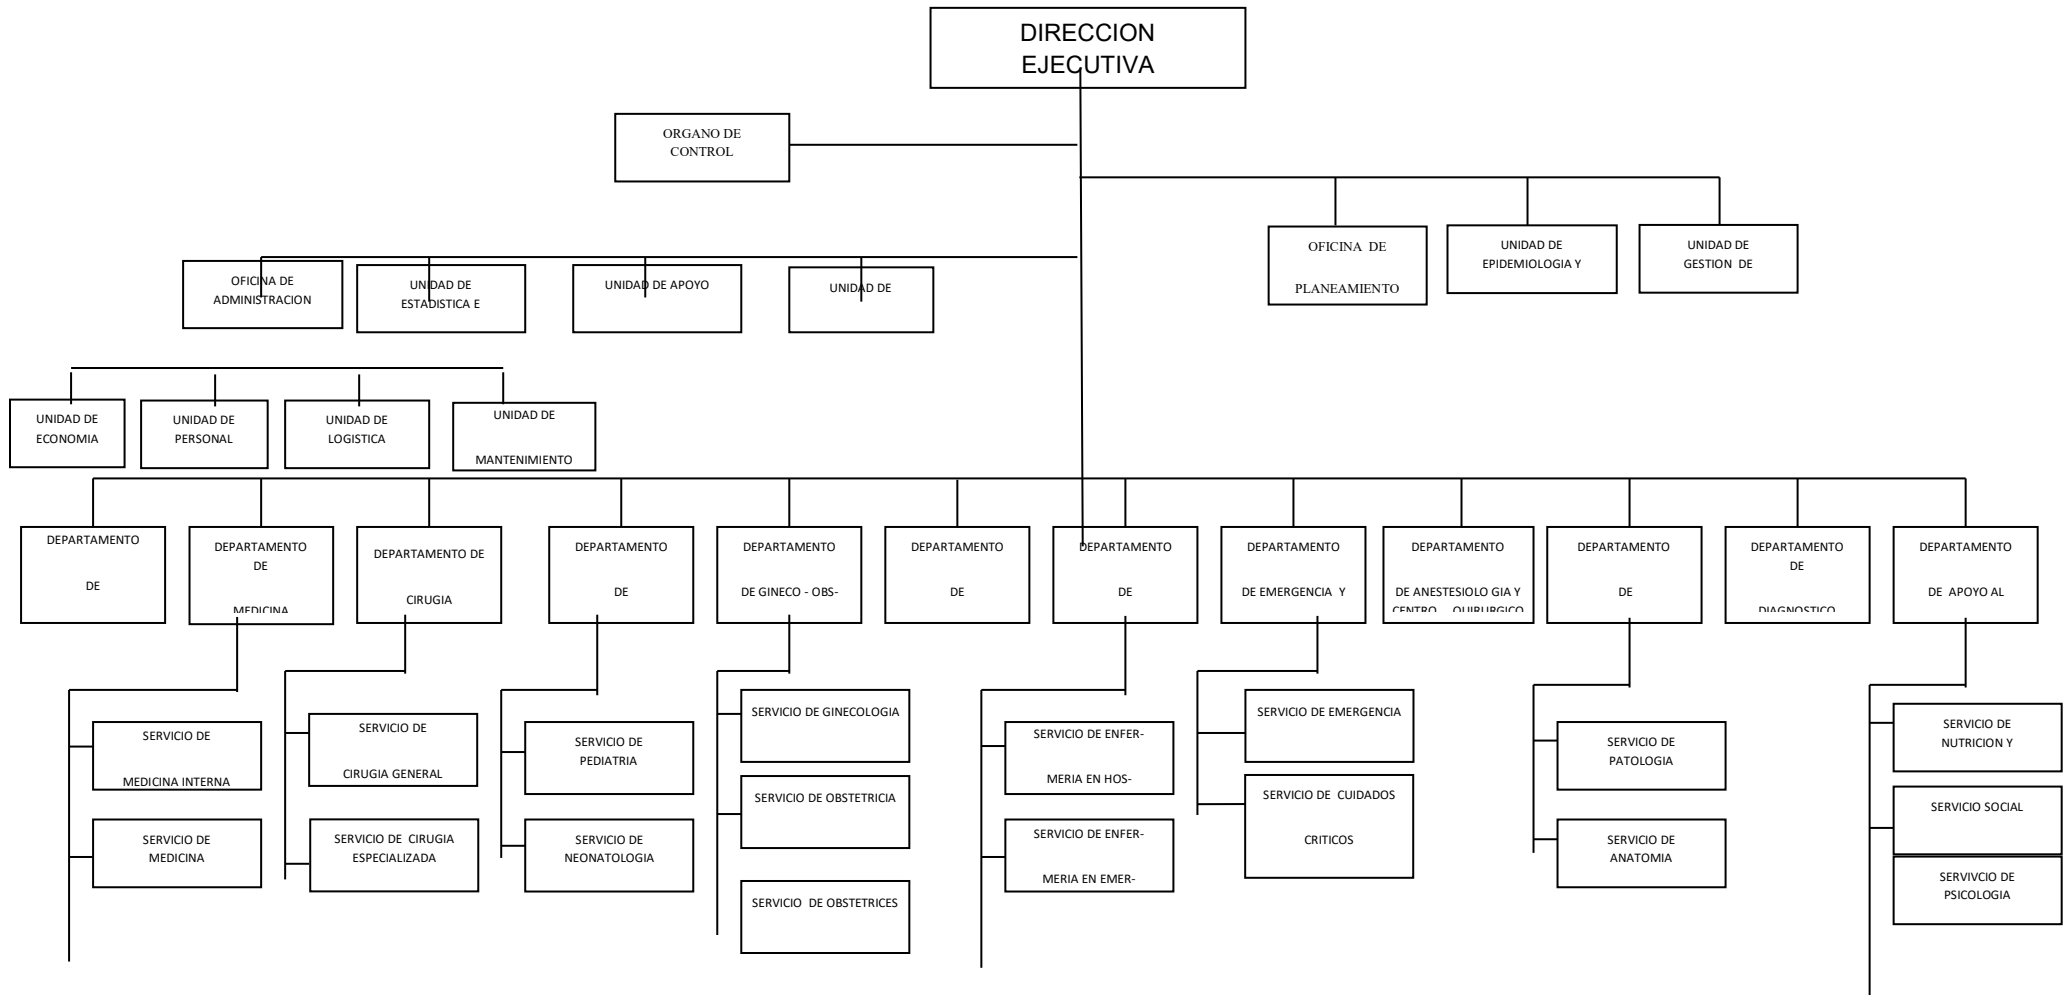 DIRECCION
EJECUTIVA
ORGANO DE
CONTROL
OFICINA DE
PLANEAMIENTO
UNIDAD DE
EPIDEMIOLOGIA Y
UNIDAD DE
GESTION DE
OFICINA DE
ADMINISTRACION
UNIDAD DE
ESTADISTICA E
UNIDAD DE APOYO
UNIDAD DE
UNIDAD DE
ECONOMIA
UNIDAD DE
PERSONAL
UNIDAD DE
LOGISTICA
UNIDAD DE
MANTENIMIENTO
DEPARTAMENTO
DE
DEPARTAMENTO
DE
MEDICINA
DEPARTAMENTO DE
CIRUGIA
DEPARTAMENTO
DE
DEPARTAMENTO
DE GINECO - OBS-
DEPARTAMENTO
DE
DEPARTAMENTO
DE
DEPARTAMENTO
DE EMERGENCIA Y
DEPARTAMENTO
DE ANESTESIOLO GIA Y
CENTRO QUIRURGICO
DEPARTAMENTO
DE
DEPARTAMENTO
DE
DIAGNOSTICO
DEPARTAMENTO
DE APOYO AL
SERVICIO DE
MEDICINA INTERNA
SERVICIO DE
MEDICINA
SERVICIO DE
CIRUGIA GENERAL
SERVICIO DE CIRUGIA
ESPECIALIZADA
SERVICIO DE
PEDIATRIA
SERVICIO DE
NEONATOLOGIA
SERVICIO DE GINECOLOGIA
SERVICIO DE OBSTETRICIA
SERVICIO DE OBSTETRICES
SERVICIO DE ENFER-
MERIA EN HOS-
SERVICIO DE ENFER-
MERIA EN EMER-
SERVICIO DE EMERGENCIA
SERVICIO DE CUIDADOS
CRITICOS
SERVICIO DE
PATOLOGIA
SERVICIO DE
ANATOMIA
SERVICIO DE
NUTRICION Y
SERVICIO SOCIAL
SERVIVCIO DE
PSICOLOGIA